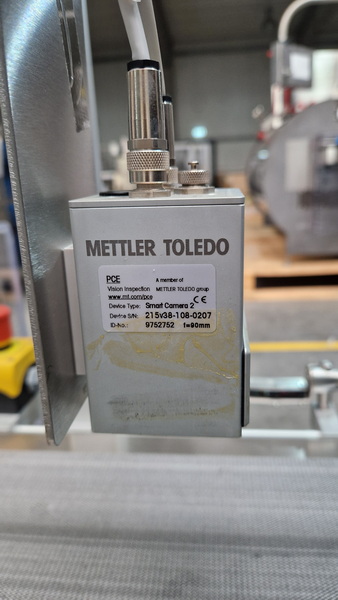 METTLER TOLEDO
PCE A member of
Vision Inspection METTLER TOLEDO group
www.mt.com/pce
CE
Device Type: Smart Camera 2
Device S/N: 215v38-108-0207
ID-No.: 9752752 f=90mm